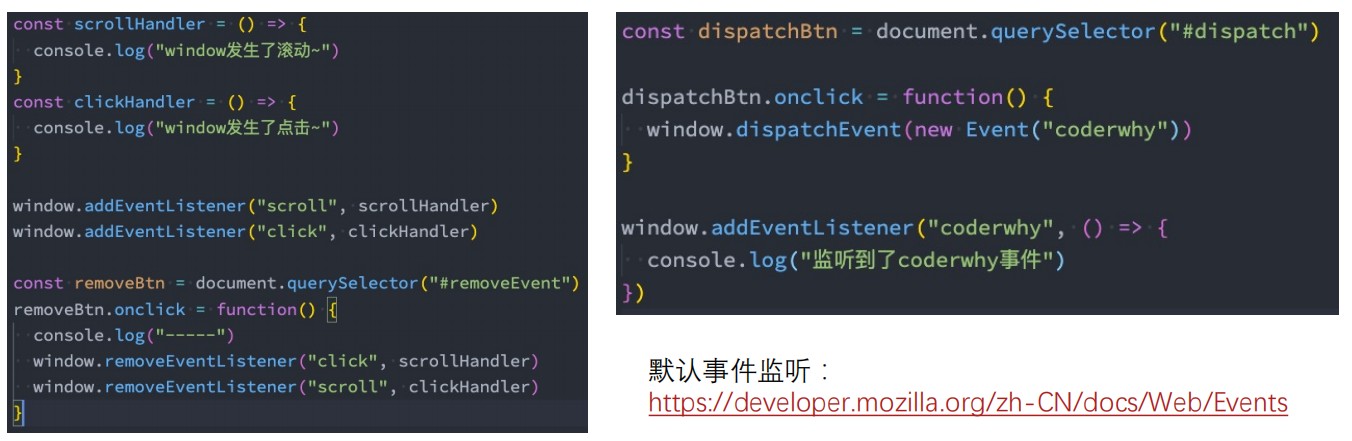 const scrollHandler = () => {
  console.log("window发生了滚动~")
}
const clickHandler = () => {
  console.log("window发生了点击~")
}
window.addEventListener("scroll", scrollHandler)
window.addEventListener("click", clickHandler)
const removeBtn = document.querySelector("#removeEvent")
removeBtn.onclick = function() {
  console.log("-----")
  window.removeEventListener("click", scrollHandler)
  window.removeEventListener("scroll", clickHandler)
}
const dispatchBtn = document.querySelector("#dispatch")
dispatchBtn.onclick = function() {
  window.dispatchEvent(new Event("coderwhy"))
}
window.addEventListener("coderwhy", () => {
  console.log("监听到了coderwhy事件")
})
默认事件监听：
https://developer.mozilla.org/zh-CN/docs/Web/Events